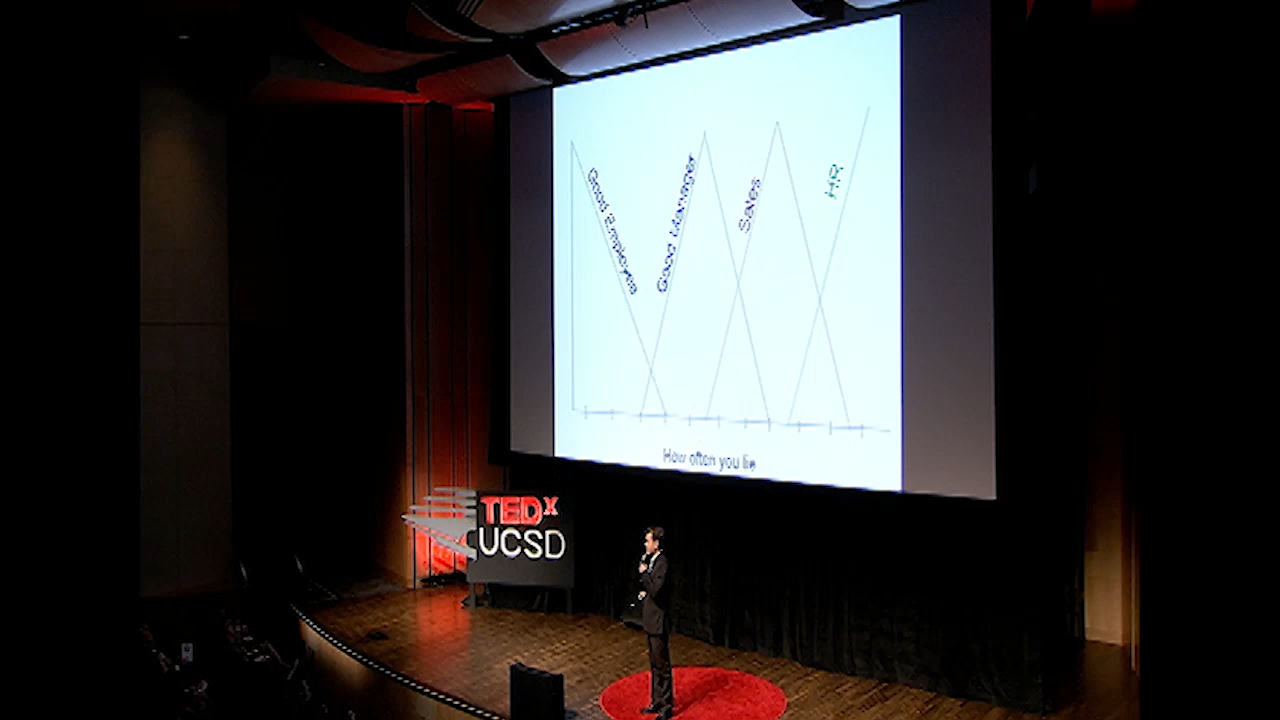 Good Employee
Good Manager
Sales
HR
How often you lie
TEDx
UCSD